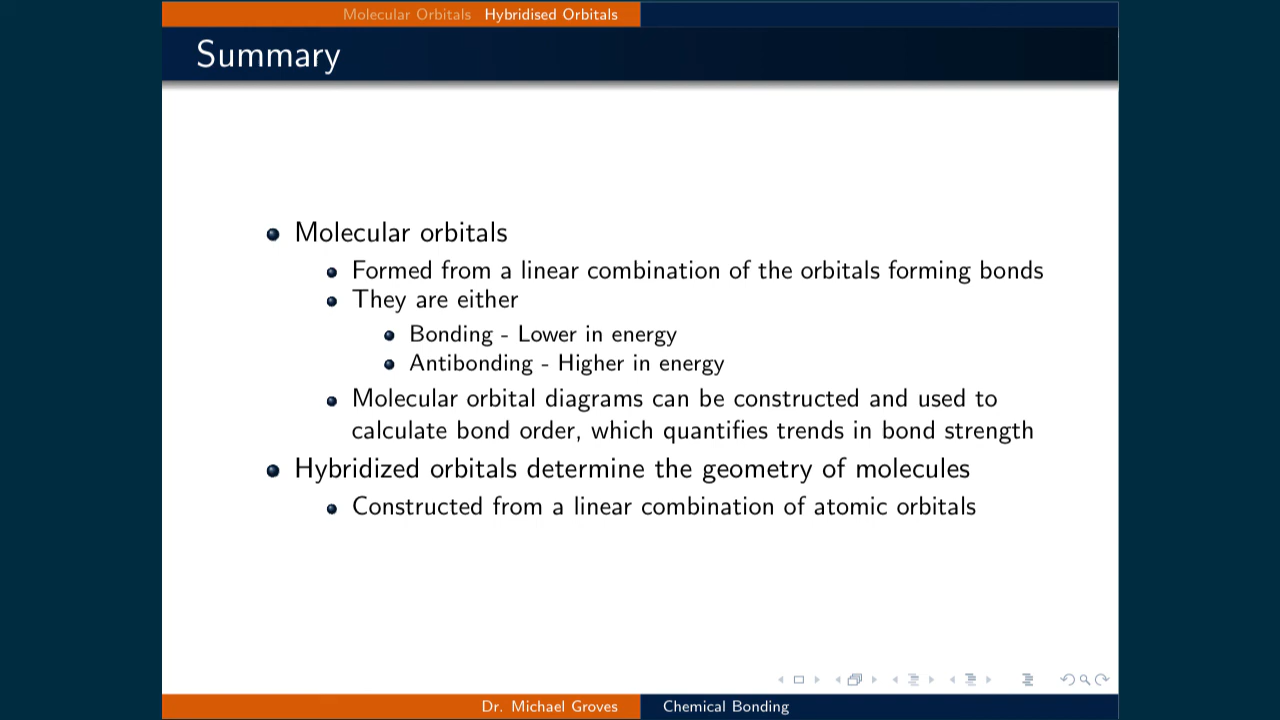 Molecular Orbitals Hybridised Orbitals
Summary
Molecular orbitals
Formed from a linear combination of the orbitals forming bonds
They are either
Bonding - Lower in energy
Antibonding - Higher in energy
Molecular orbital diagrams can be constructed and used to
calculate bond order, which quantifies trends in bond strength
Hybridized orbitals determine the geometry of molecules
Constructed from a linear combination of atomic orbitals
Dr. Michael Groves Chemical Bonding